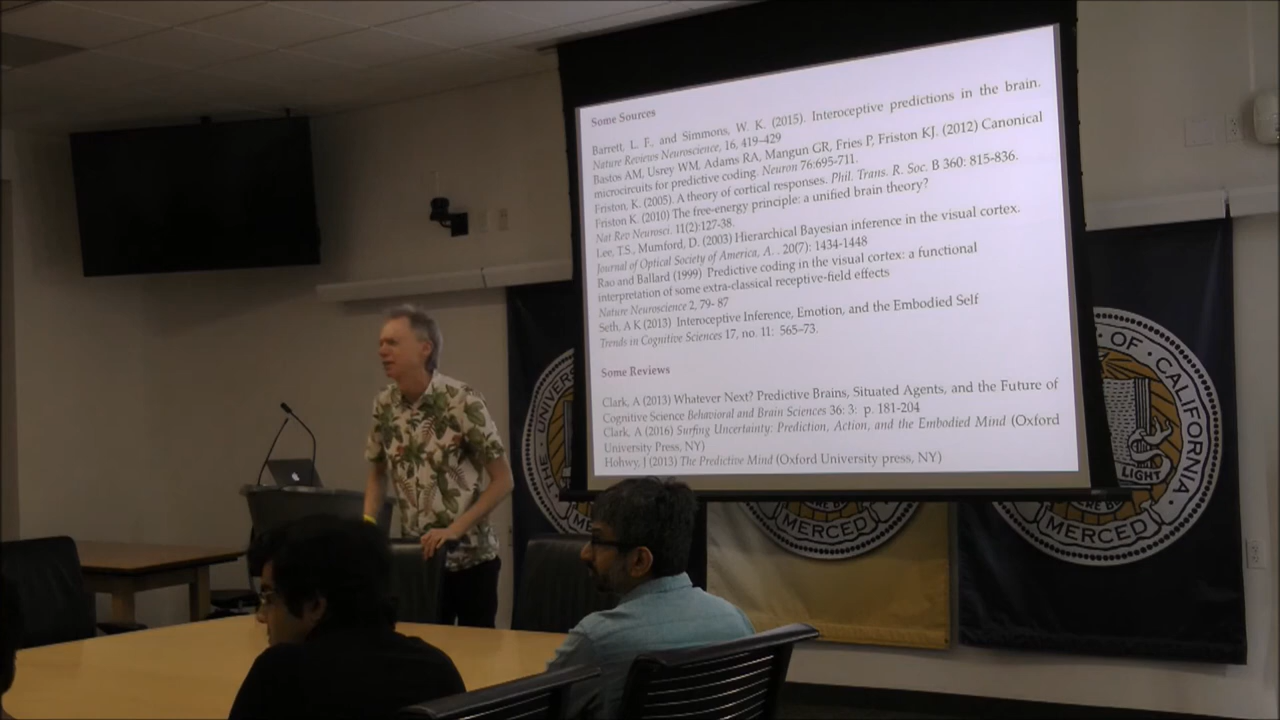 Some Sources
Barrett, L. F., and Simmons, W. K. (2015). Interoceptive predictions in the brain.
Nature Reviews Neuroscience, 16, 419–429
Bastos AM, Usrey WM, Adams RA, Mangun GR, Fries P, Friston KJ. (2012) Canonical
microcircuits for predictive coding. Neuron 76:695-711.
Friston, K. (2005). A theory of cortical responses. Phil. Trans. R. Soc. B 360: 815-836.
Friston K. (2010) The free-energy principle: a unified brain theory?
Nat Rev Neurosci. 11(2):127-38.
Lee, T.S., Mumford, D. (2003) Hierarchical Bayesian inference in the visual cortex.
Journal of Optical Society of America, A. . 20(7): 1434-1448
Rao and Ballard (1999) Predictive coding in the visual cortex: a functional
interpretation of some extra-classical receptive-field effects
Nature Neuroscience 2, 79- 87
Seth, A K (2013) Interoceptive Inference, Emotion, and the Embodied Self
Trends in Cognitive Sciences 17, no. 11: 565–73.
Some Reviews
Clark, A (2013) Whatever Next? Predictive Brains, Situated Agents, and the Future of
Cognitive Science Behavioral and Brain Sciences 36: 3: p. 181-204
Clark, A (2016) Surfing Uncertainty: Prediction, Action, and the Embodied Mind (Oxford
University Press, NY)
Hohwy, J (2013) The Predictive Mind (Oxford University press, NY)
THE UNIVERS
MERCED
OF CALIFORNIA
LIGHT
MERCED